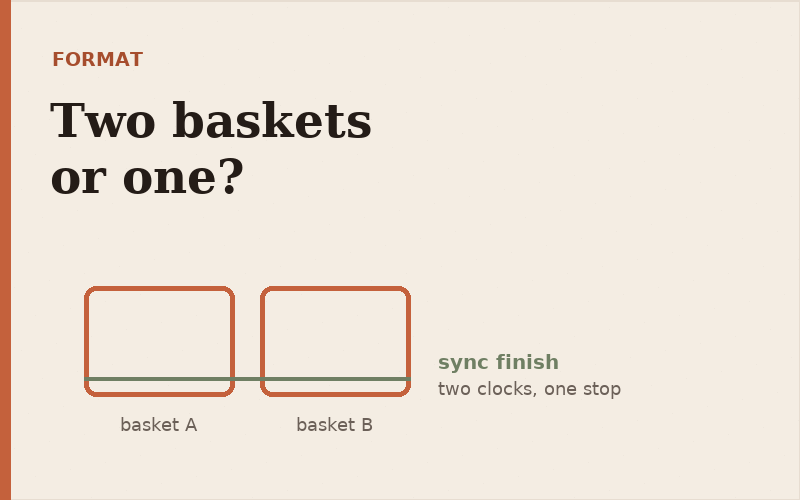 FORMAT
Two baskets
or one?
sync finish
two clocks, one stop
basket A
basket B